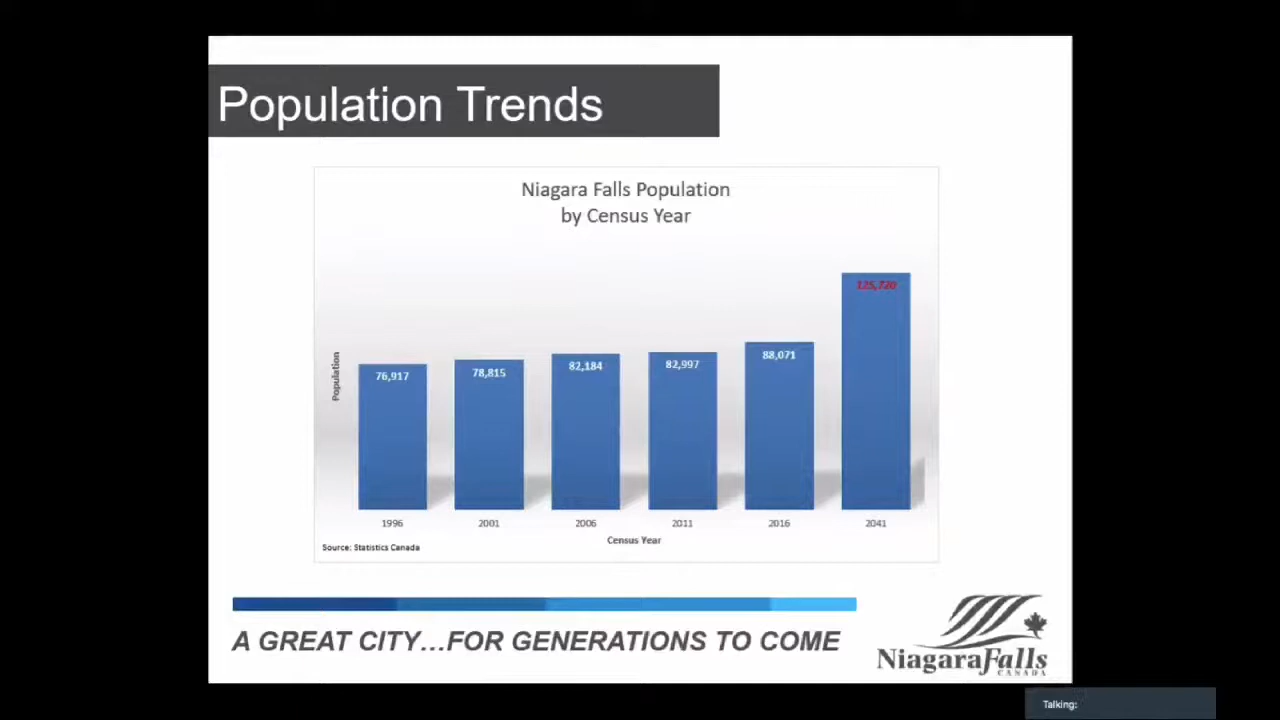 Population Trends
Niagara Falls Population
by Census Year
Population
76,917
78,815
82,184
82,997
88,071
125,720
1996
2001
2006
2011
2016
2041
Census Year
Source: Statistics Canada
A GREAT CITY...FOR GENERATIONS TO COME
NiagaraFalls
CANADA
Talking: